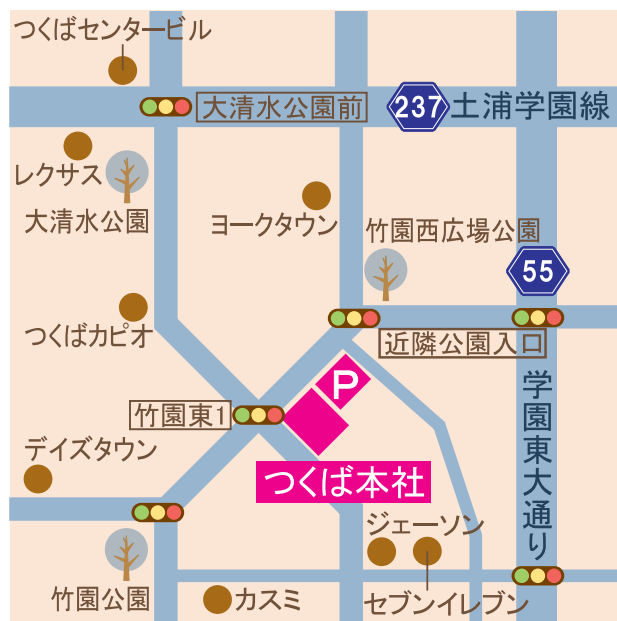 つくばセンタービル
大清水公園前
237
土浦学園線
レクサス
大清水公園
ヨークタウン
竹園西広場公園
55
つくばカピオ
近隣公園入口
P
竹園東1
学園東大通り
デイズタウン
つくば本社
ジェーソン
竹園公園
カスミ
セブンイレブン